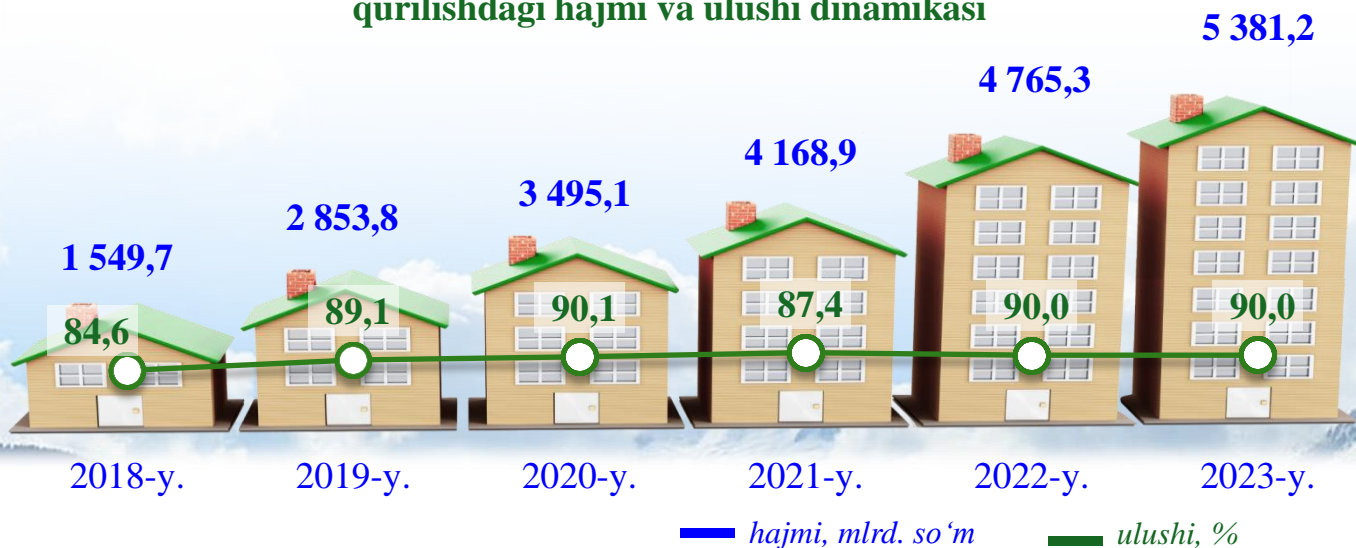 qurilishdagi hajmi va ulushi dinamikasi
5 381,2
4 765,3
4 168,9
3 495,1
2 853,8
1 549,7
84,6 89,1 90,1 87,4 90,0 90,0
2018-y. 2019-y. 2020-y. 2021-y. 2022-y. 2023-y.
hajmi, mlrd. so‘m ulushi, %